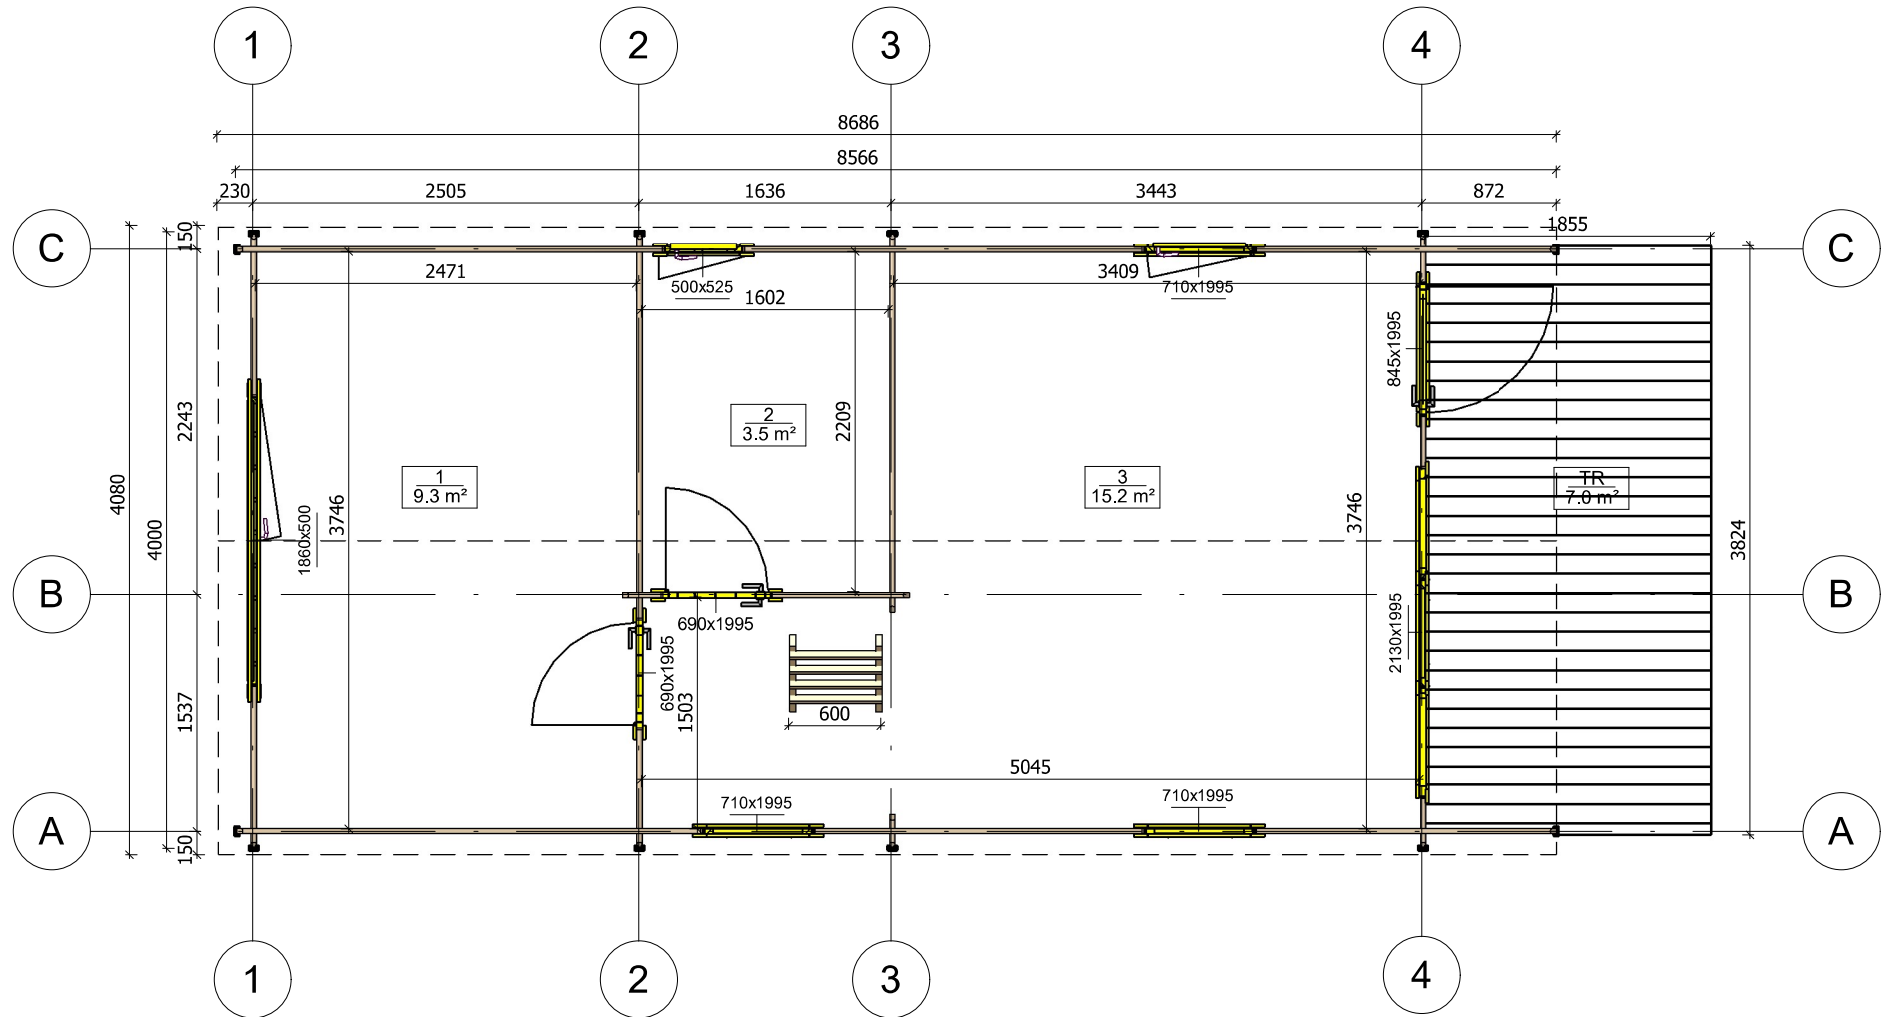 1 2 3 4
8686
8566
230 2505 1636 3443 872
1855
C C
150
2471 500x525 3409 710x1995
1602
845x1995
2243
2
3.5 m²
2209
1
9.3 m²
3
15.2 m²
TR
7.0 m²
4080
4000
3746
1860x500
3746
3824
B B
690x1995
690x1995
2130x1995
1503
1537
600
5045
710x1995 710x1995
A A
150
1 2 3 4